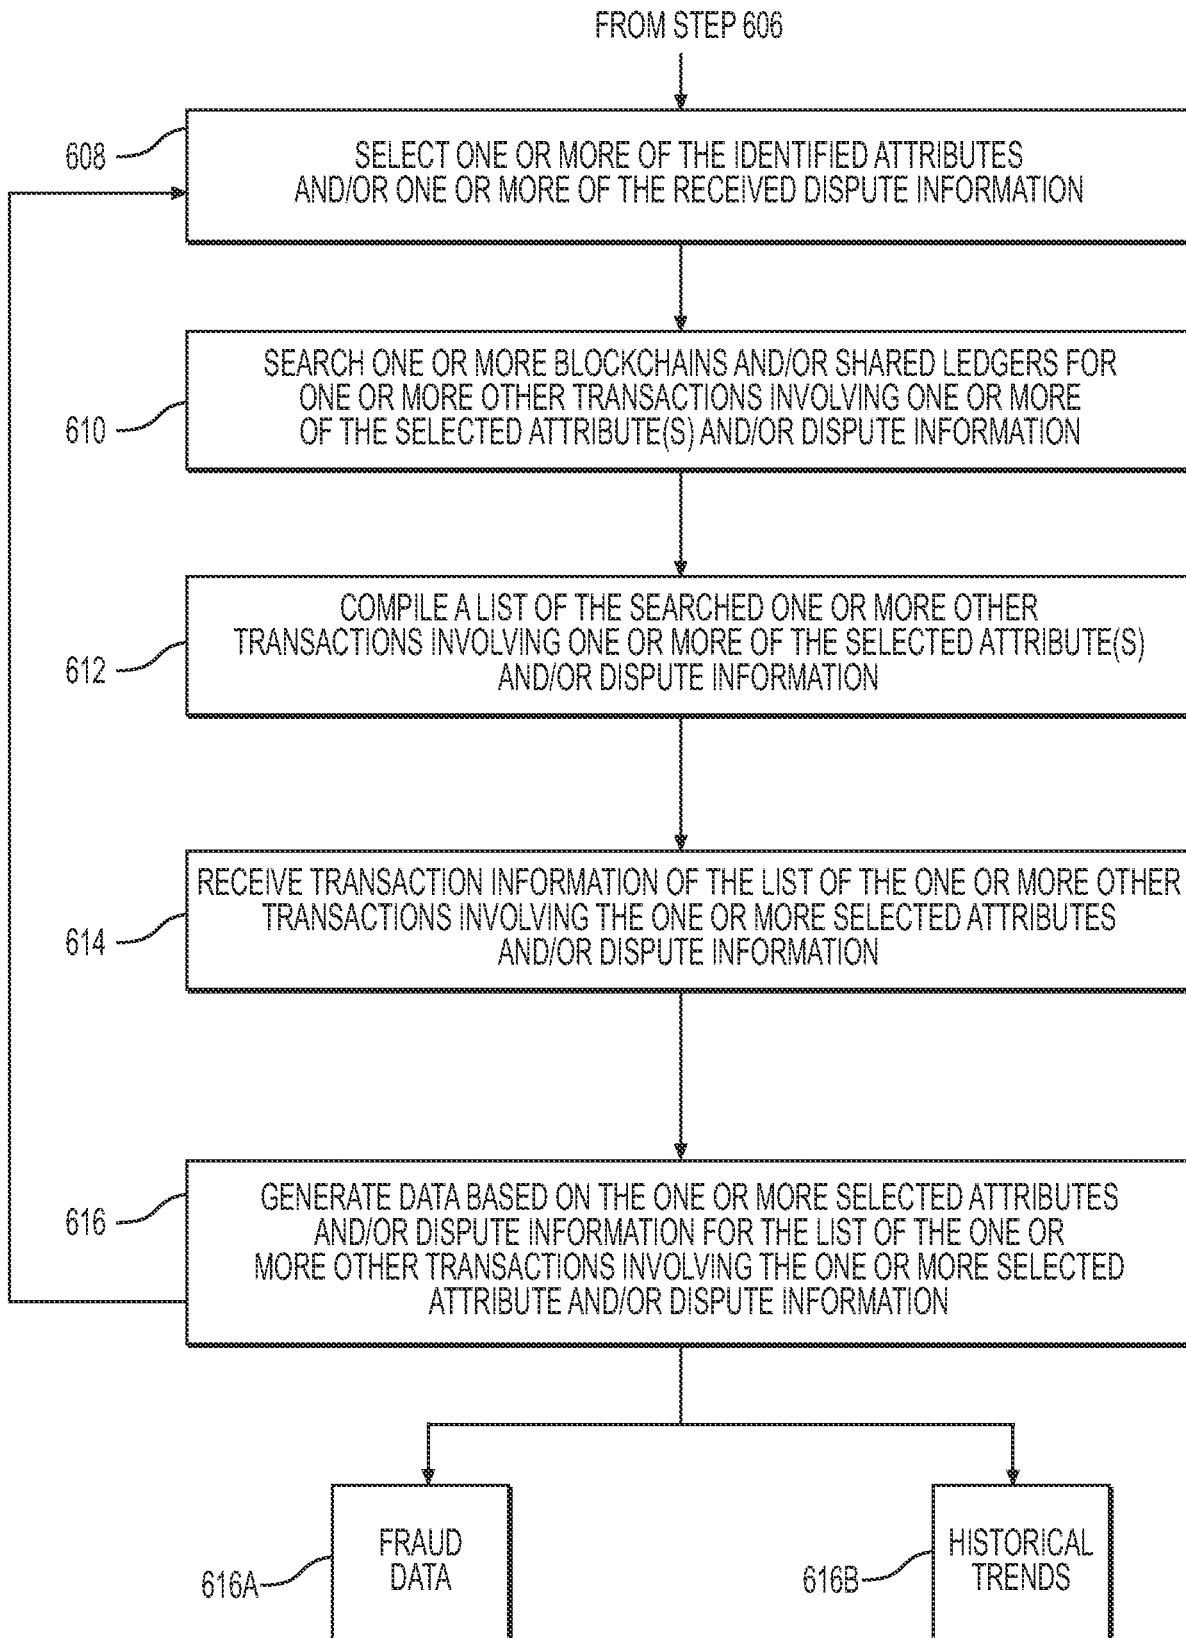 FROM STEP 606
608
SELECT ONE OR MORE OF THE IDENTIFIED ATTRIBUTES
AND/OR ONE OR MORE OF THE RECEIVED DISPUTE INFORMATION
610
SEARCH ONE OR MORE BLOCKCHAINS AND/OR SHARED LEDGERS FOR
ONE OR MORE OTHER TRANSACTIONS INVOLVING ONE OR MORE
OF THE SELECTED ATTRIBUTE(S) AND/OR DISPUTE INFORMATION
612
COMPILE A LIST OF THE SEARCHED ONE OR MORE OTHER
TRANSACTIONS INVOLVING ONE OR MORE OF THE SELECTED ATTRIBUTE(S)
AND/OR DISPUTE INFORMATION
614
RECEIVE TRANSACTION INFORMATION OF THE LIST OF THE ONE OR MORE OTHER
TRANSACTIONS INVOLVING THE ONE OR MORE SELECTED ATTRIBUTES
AND/OR DISPUTE INFORMATION
616
GENERATE DATA BASED ON THE ONE OR MORE SELECTED ATTRIBUTES
AND/OR DISPUTE INFORMATION FOR THE LIST OF THE ONE OR
MORE OTHER TRANSACTIONS INVOLVING THE ONE OR MORE SELECTED
ATTRIBUTE AND/OR DISPUTE INFORMATION
616A
FRAUD
DATA
616B
HISTORICAL
TRENDS